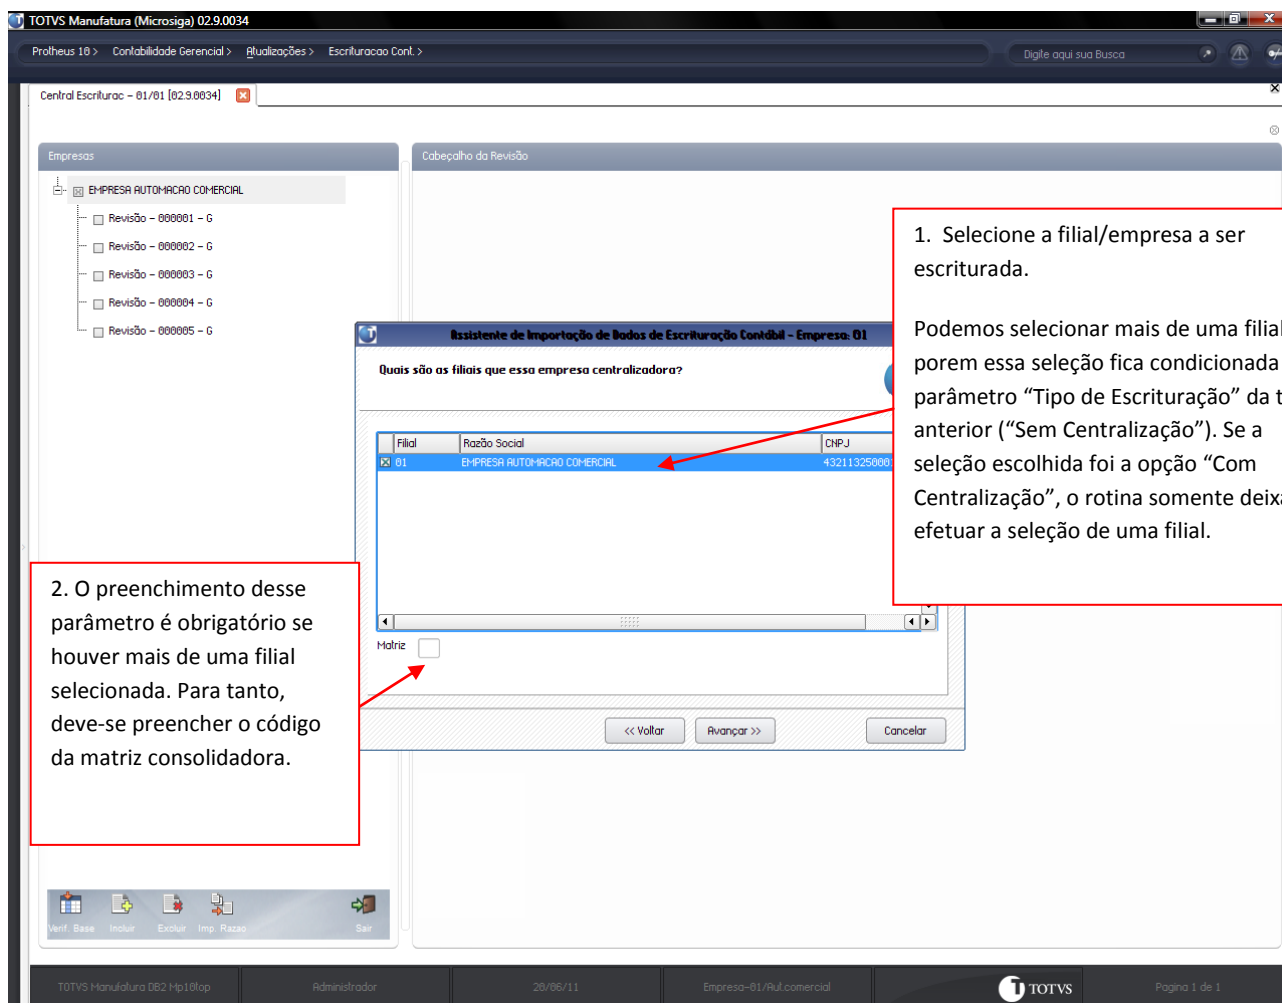 TOTVS Manufatura (Microsiga) 02.9.0034
Protheus 10 > Contabilidade Gerencial > Atualizações > Escrituracao Cont. >
Digite aqui sua Busca
Central Escriturac - 01/01 [02.9.0034]
Empresas
Cabeçalho da Revisão
EMPRESA AUTOMACAO COMERCIAL
Revisão - 000001 - G
Revisão - 000002 - G
Revisão - 000003 - G
Revisão - 000004 - G
Revisão - 000005 - G
1. Selecione a filial/empresa a ser
escriturada.
Podemos selecionar mais de uma filial
porem essa seleção fica condicionada
parâmetro “Tipo de Escrituração” da t
anterior (“Sem Centralização”). Se a
seleção escolhida foi a opção “Com
Centralização”, o rotina somente deix
efetuar a seleção de uma filial.
Assistente de Importação de Dados de Escrituração Contábil - Empresa: 01
Quais são as filiais que essa empresa centralizadora?
Filial Razão Social CNPJ
01 EMPRESA AUTOMACAO COMERCIAL 432113250001
Matriz
<< Voltar Avançar >> Cancelar
2. O preenchimento desse
parâmetro é obrigatório se
houver mais de uma filial
selecionada. Para tanto,
deve-se preencher o código
da matriz consolidadora.
Verif. Base Incluir Excluir Imp. Razao Sair
TOTVS Manufatura DB2 Mp10top Administrador 20/06/11 Empresa-01/Aut.comercial TOTVS Pagina 1 de 1